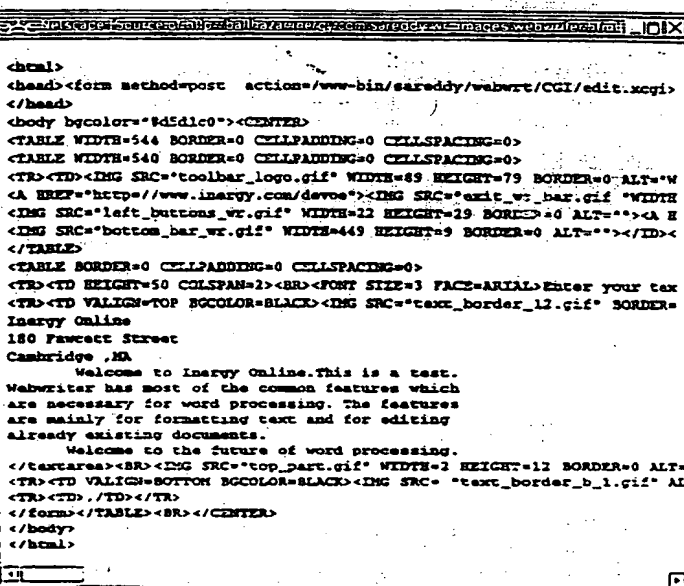 <html>
<head><form method=post action=/www-bin/sareddy/webwrt/CGI/edit.xcgi>
</head>
<body bgcolor="#d5d1c0"><CENTER>
<TABLE WIDTH=544 BORDER=0 CELLPADDING=0 CELLSPACING=0>
<TABLE WIDTH=540 BORDER=0 CELLPADDING=0 CELLSPACING=0>
<TR><TD><IMG SRC="toolbar_logo.gif" WIDTH=89 HEIGHT=79 BORDER=0 ALT="W
<A HREF="http=//www.inergy.com/devoe"><IMG SRC="exit_wt_bar.gif "WIDTH
<IMG SRC="left_buttons_wr.gif" WIDTH=22 HEIGHT=29 BORDER=0 ALT=""><A H
<IMG SRC="bottom_bar_wr.gif" WIDTH=449 HEIGHT=9 BORDER=0 ALT=""></TD><
</TABLE>
<TABLE BORDER=0 CELLPADDING=0 CELLSPACING=0>
<TR><TD HEIGHT=50 COLSPAN=2><BR><FONT SIZE=3 FACE=ARIAL>Enter your tex
<TR><TD VALIGN=TOP BGCOLOR=BLACK><IMG SRC="text_border_12.gif" BORDER=
Inergy Online
180 Fawcett Street
Cambridge ,MA
Welcome to Inergy Online.This is a test.
Webwriter has most of the common features which
are necessary for word processing. The features
are mainly for formatting text and for editing
already existing documents.
Welcome to the future of word processing.
</textarea><BR><IMG SRC="top_part.gif" WIDTH=2 HEIGHT=12 BORDER=0 ALT=
<TR><TD VALIGN=BOTTOM BGCOLOR=BLACK><IMG SRC= "text_border_b_1.gif" AL
<TR><TD>,/TD></TR>
</form></TABLE><BR></CENTER>
</body>
</html>